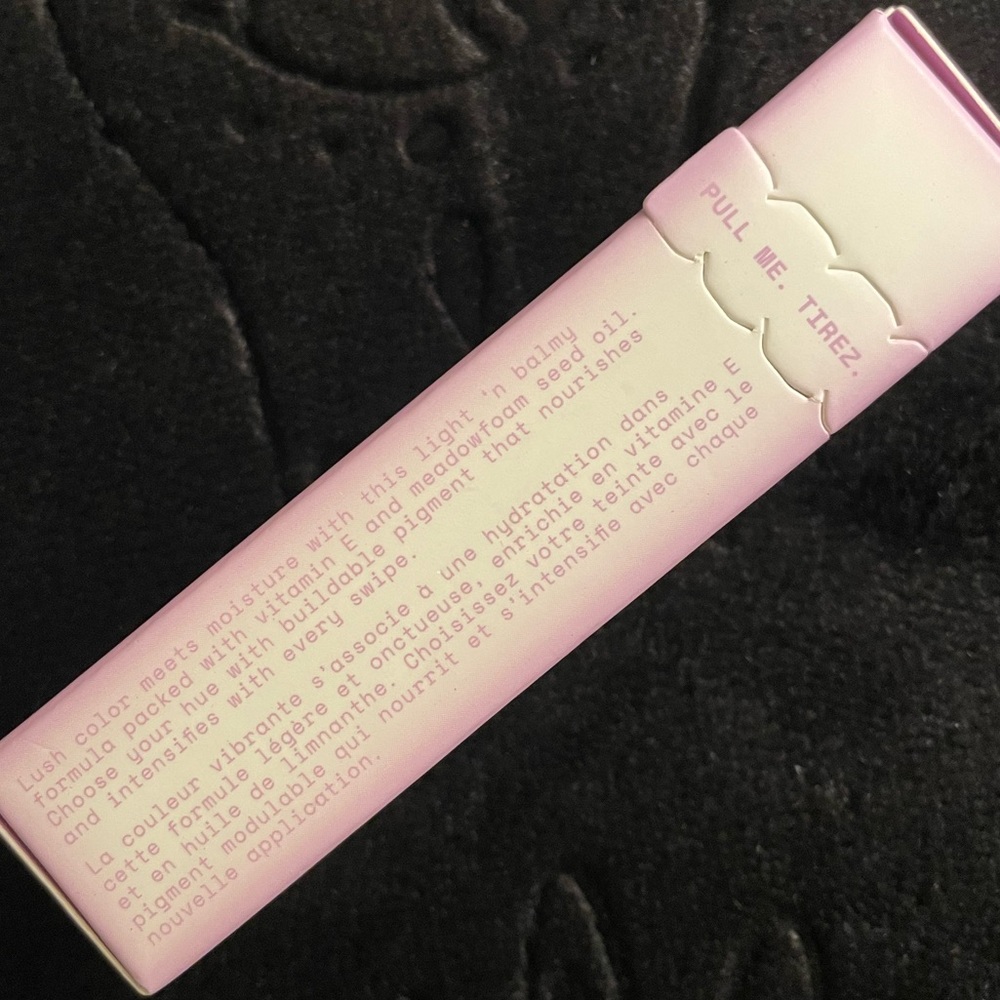 PULL ME. TIREZ.
Lush color meets moisture with this light 'n balmy
formula packed with vitamin E and meadowfoam seed oil.
Choose your hue with buildable pigment that nourishes
and intensifies with every swipe.
La couleur vibrante s'associe à une hydratation dans
cette formule légère et onctueuse, enrichie en vitamine E
et en huile de limnanthe. Choisissez votre teinte avec le
pigment modulable qui nourrit et s'intensifie avec chaque
nouvelle application.